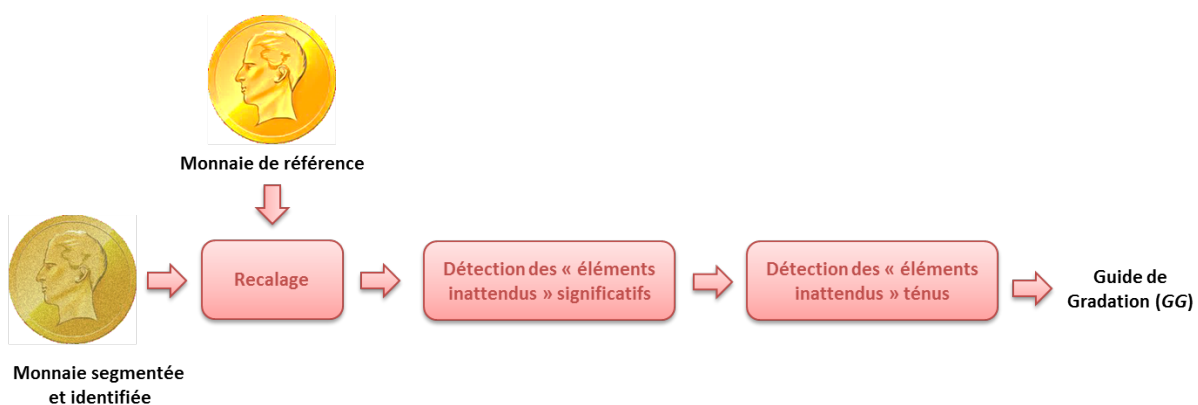 Monnaie de référence
Recalage
Détection des « éléments
inattendus » significatifs
Détection des « éléments
inattendus » ténus
Guide de
Gradation (GG)
Monnaie segmentée
et identifiée